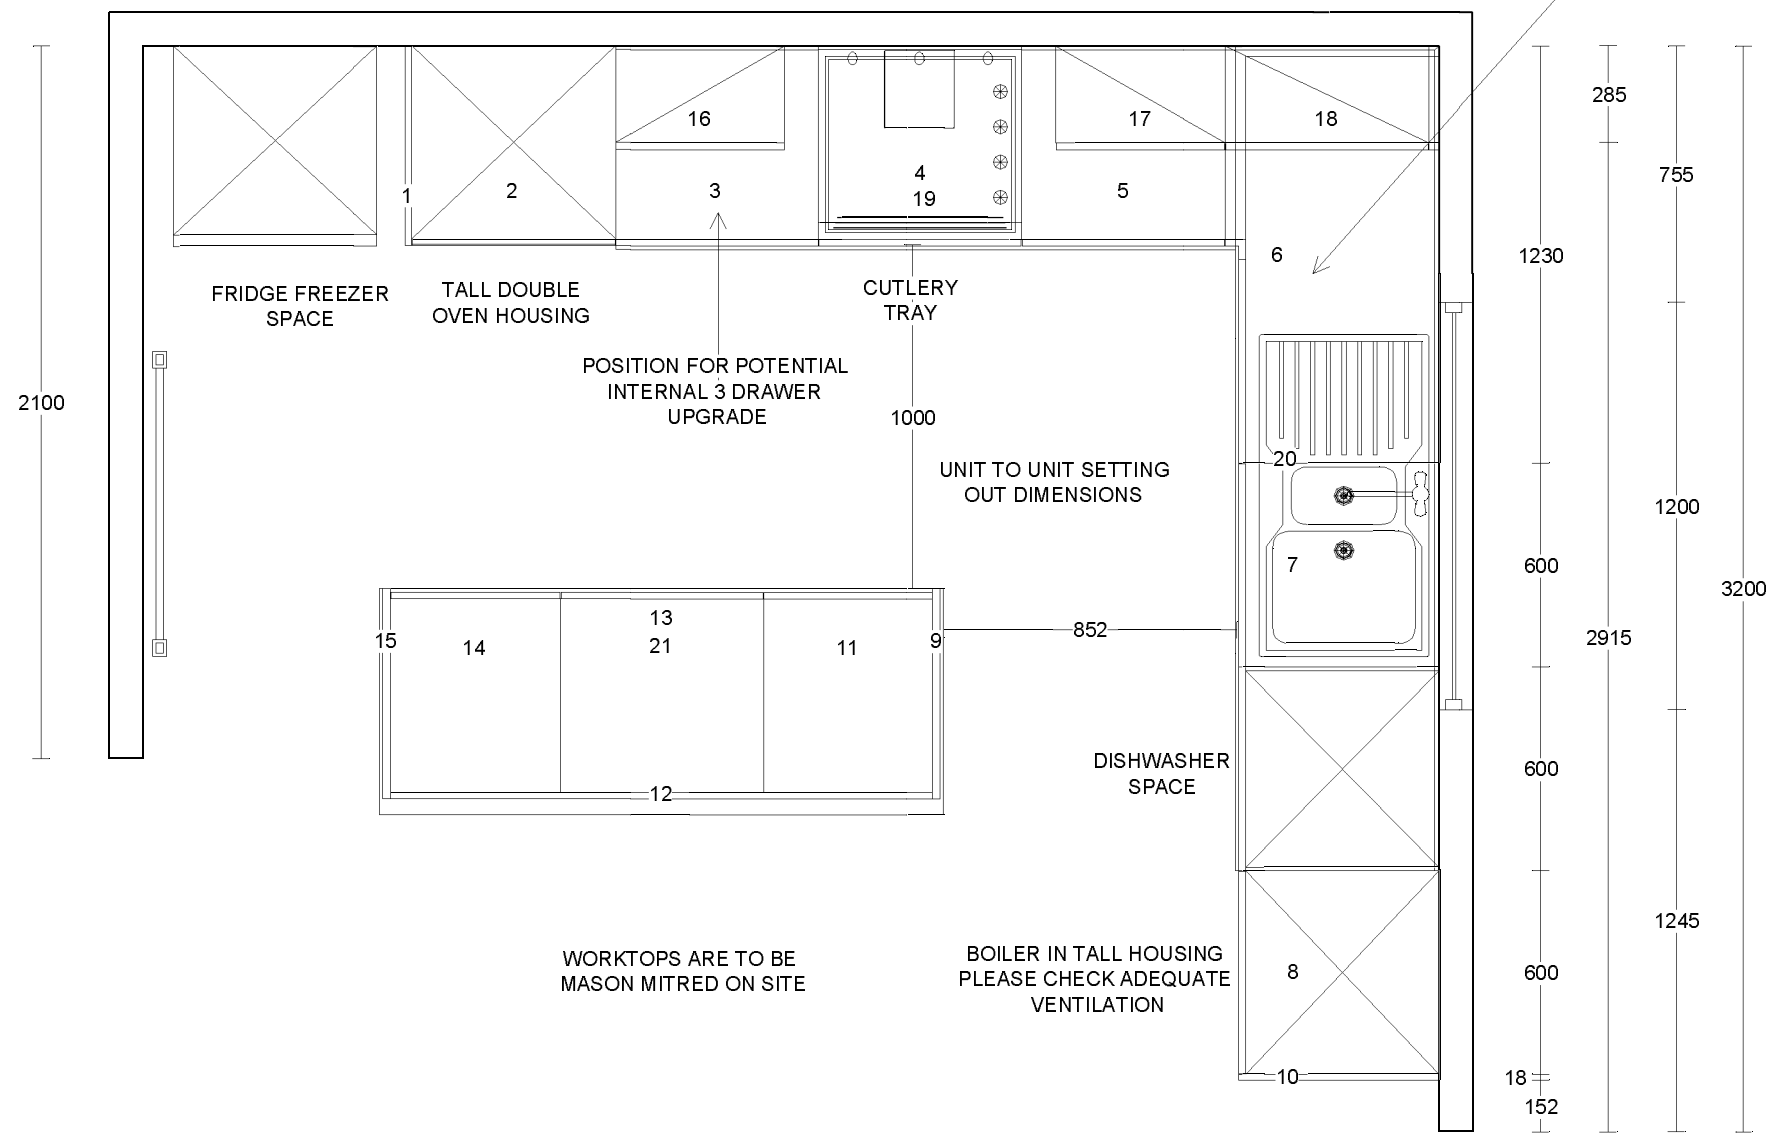 285
16
17
18
4
755
19
1
2
3
5
6
1230
FRIDGE FREEZER
SPACE
TALL DOUBLE
OVEN HOUSING
CUTLERY
TRAY
POSITION FOR POTENTIAL
INTERNAL 3 DRAWER
UPGRADE
2100
1000
UNIT TO UNIT SETTING
OUT DIMENSIONS
20
1200
7
600
3200
13
852
15
14
21
11
9
2915
DISHWASHER
SPACE
600
12
1245
WORKTOPS ARE TO BE
MASON MITRED ON SITE
BOILER IN TALL HOUSING
PLEASE CHECK ADEQUATE
VENTILATION
8
600
10
18
152